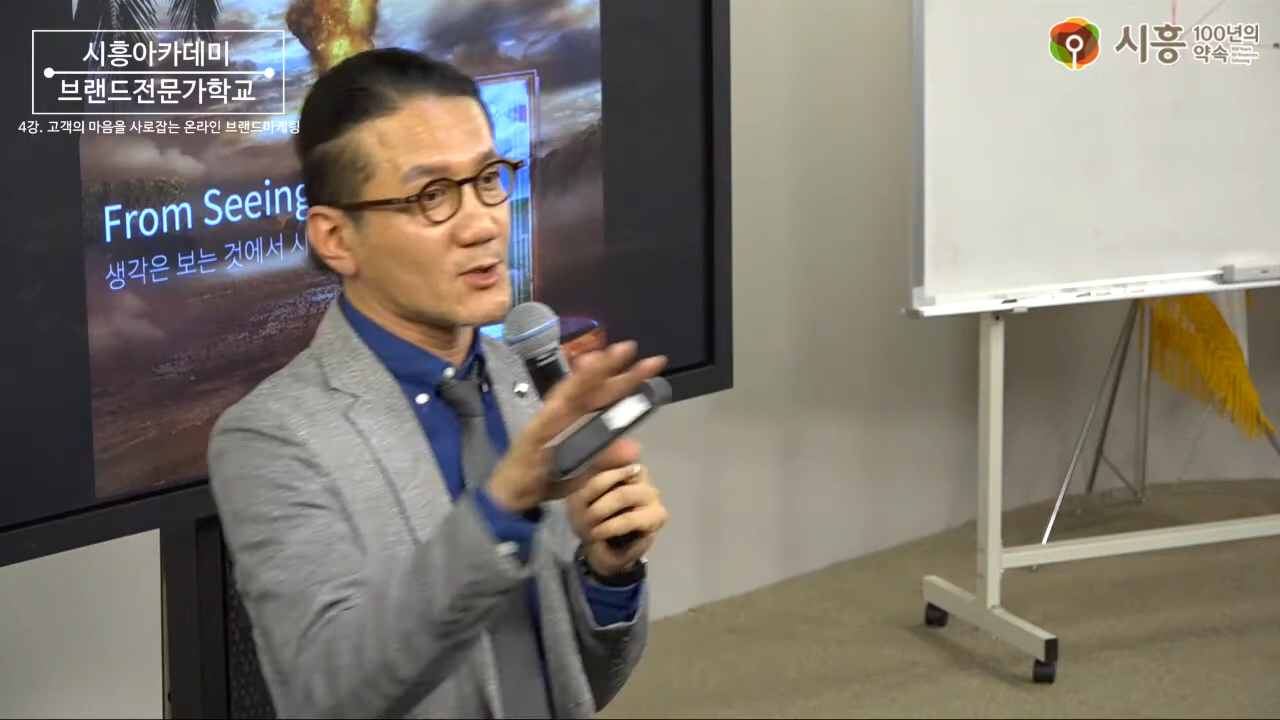 시흥아카데미
브랜드전문가학교
4강. 고객의 마음을 사로잡는 온라인 브랜드마케팅
시흥
100년의
약속
From Seeing
생각은 보는 것에서